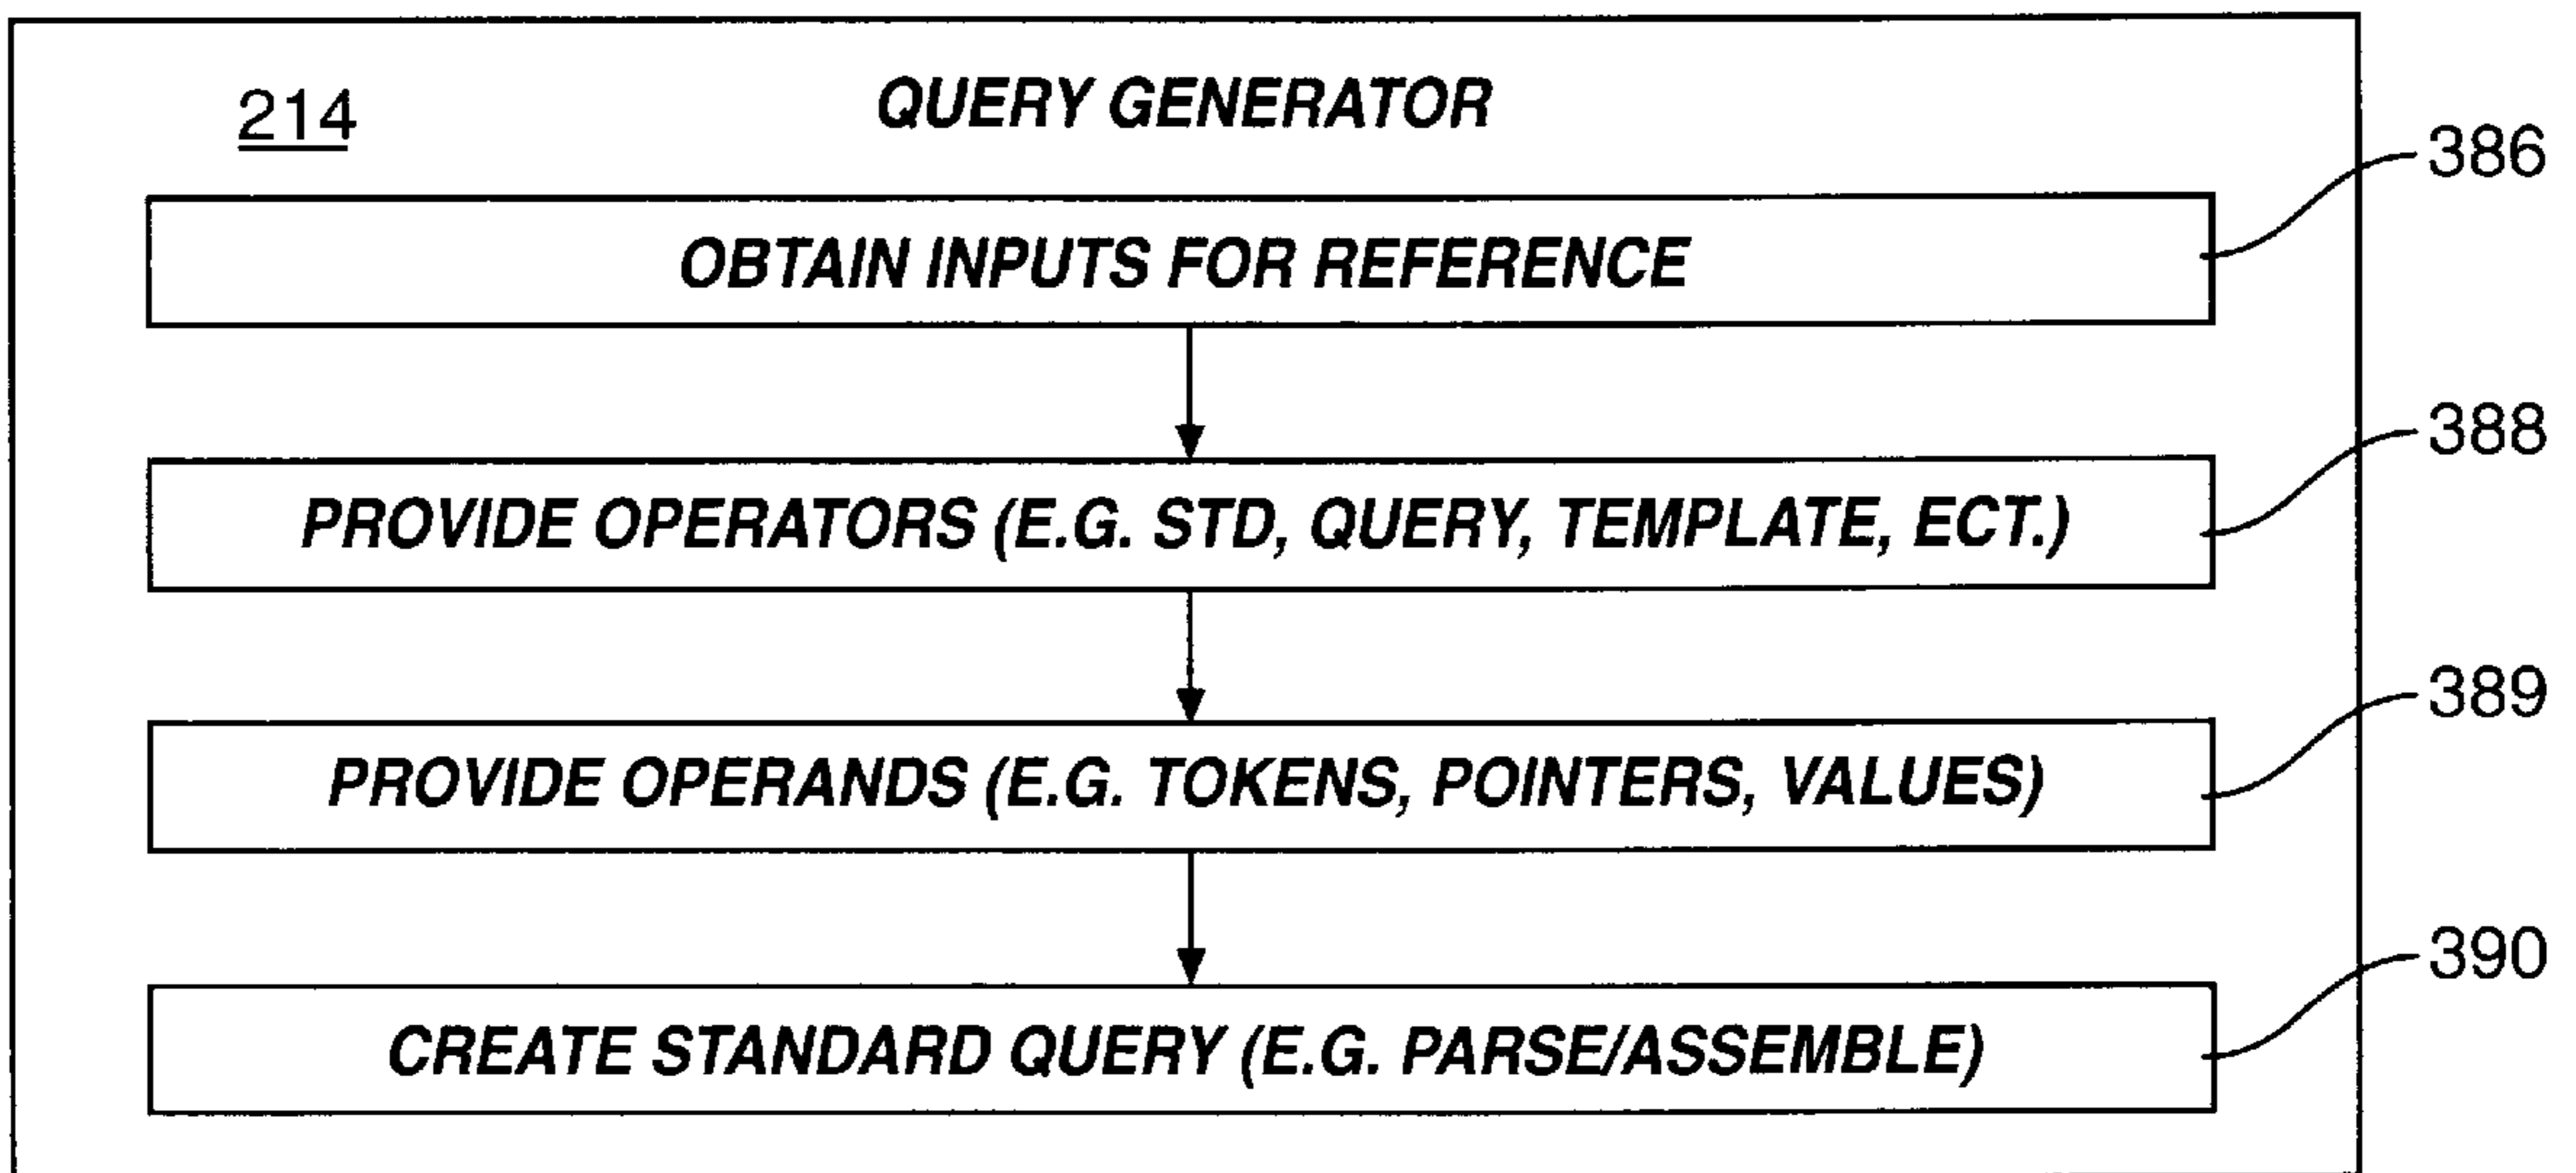 214
QUERY GENERATOR
386
OBTAIN INPUTS FOR REFERENCE
388
PROVIDE OPERATORS (E.G. STD, QUERY, TEMPLATE, ECT.)
389
PROVIDE OPERANDS (E.G. TOKENS, POINTERS, VALUES)
390
CREATE STANDARD QUERY (E.G. PARSE/ASSEMBLE)